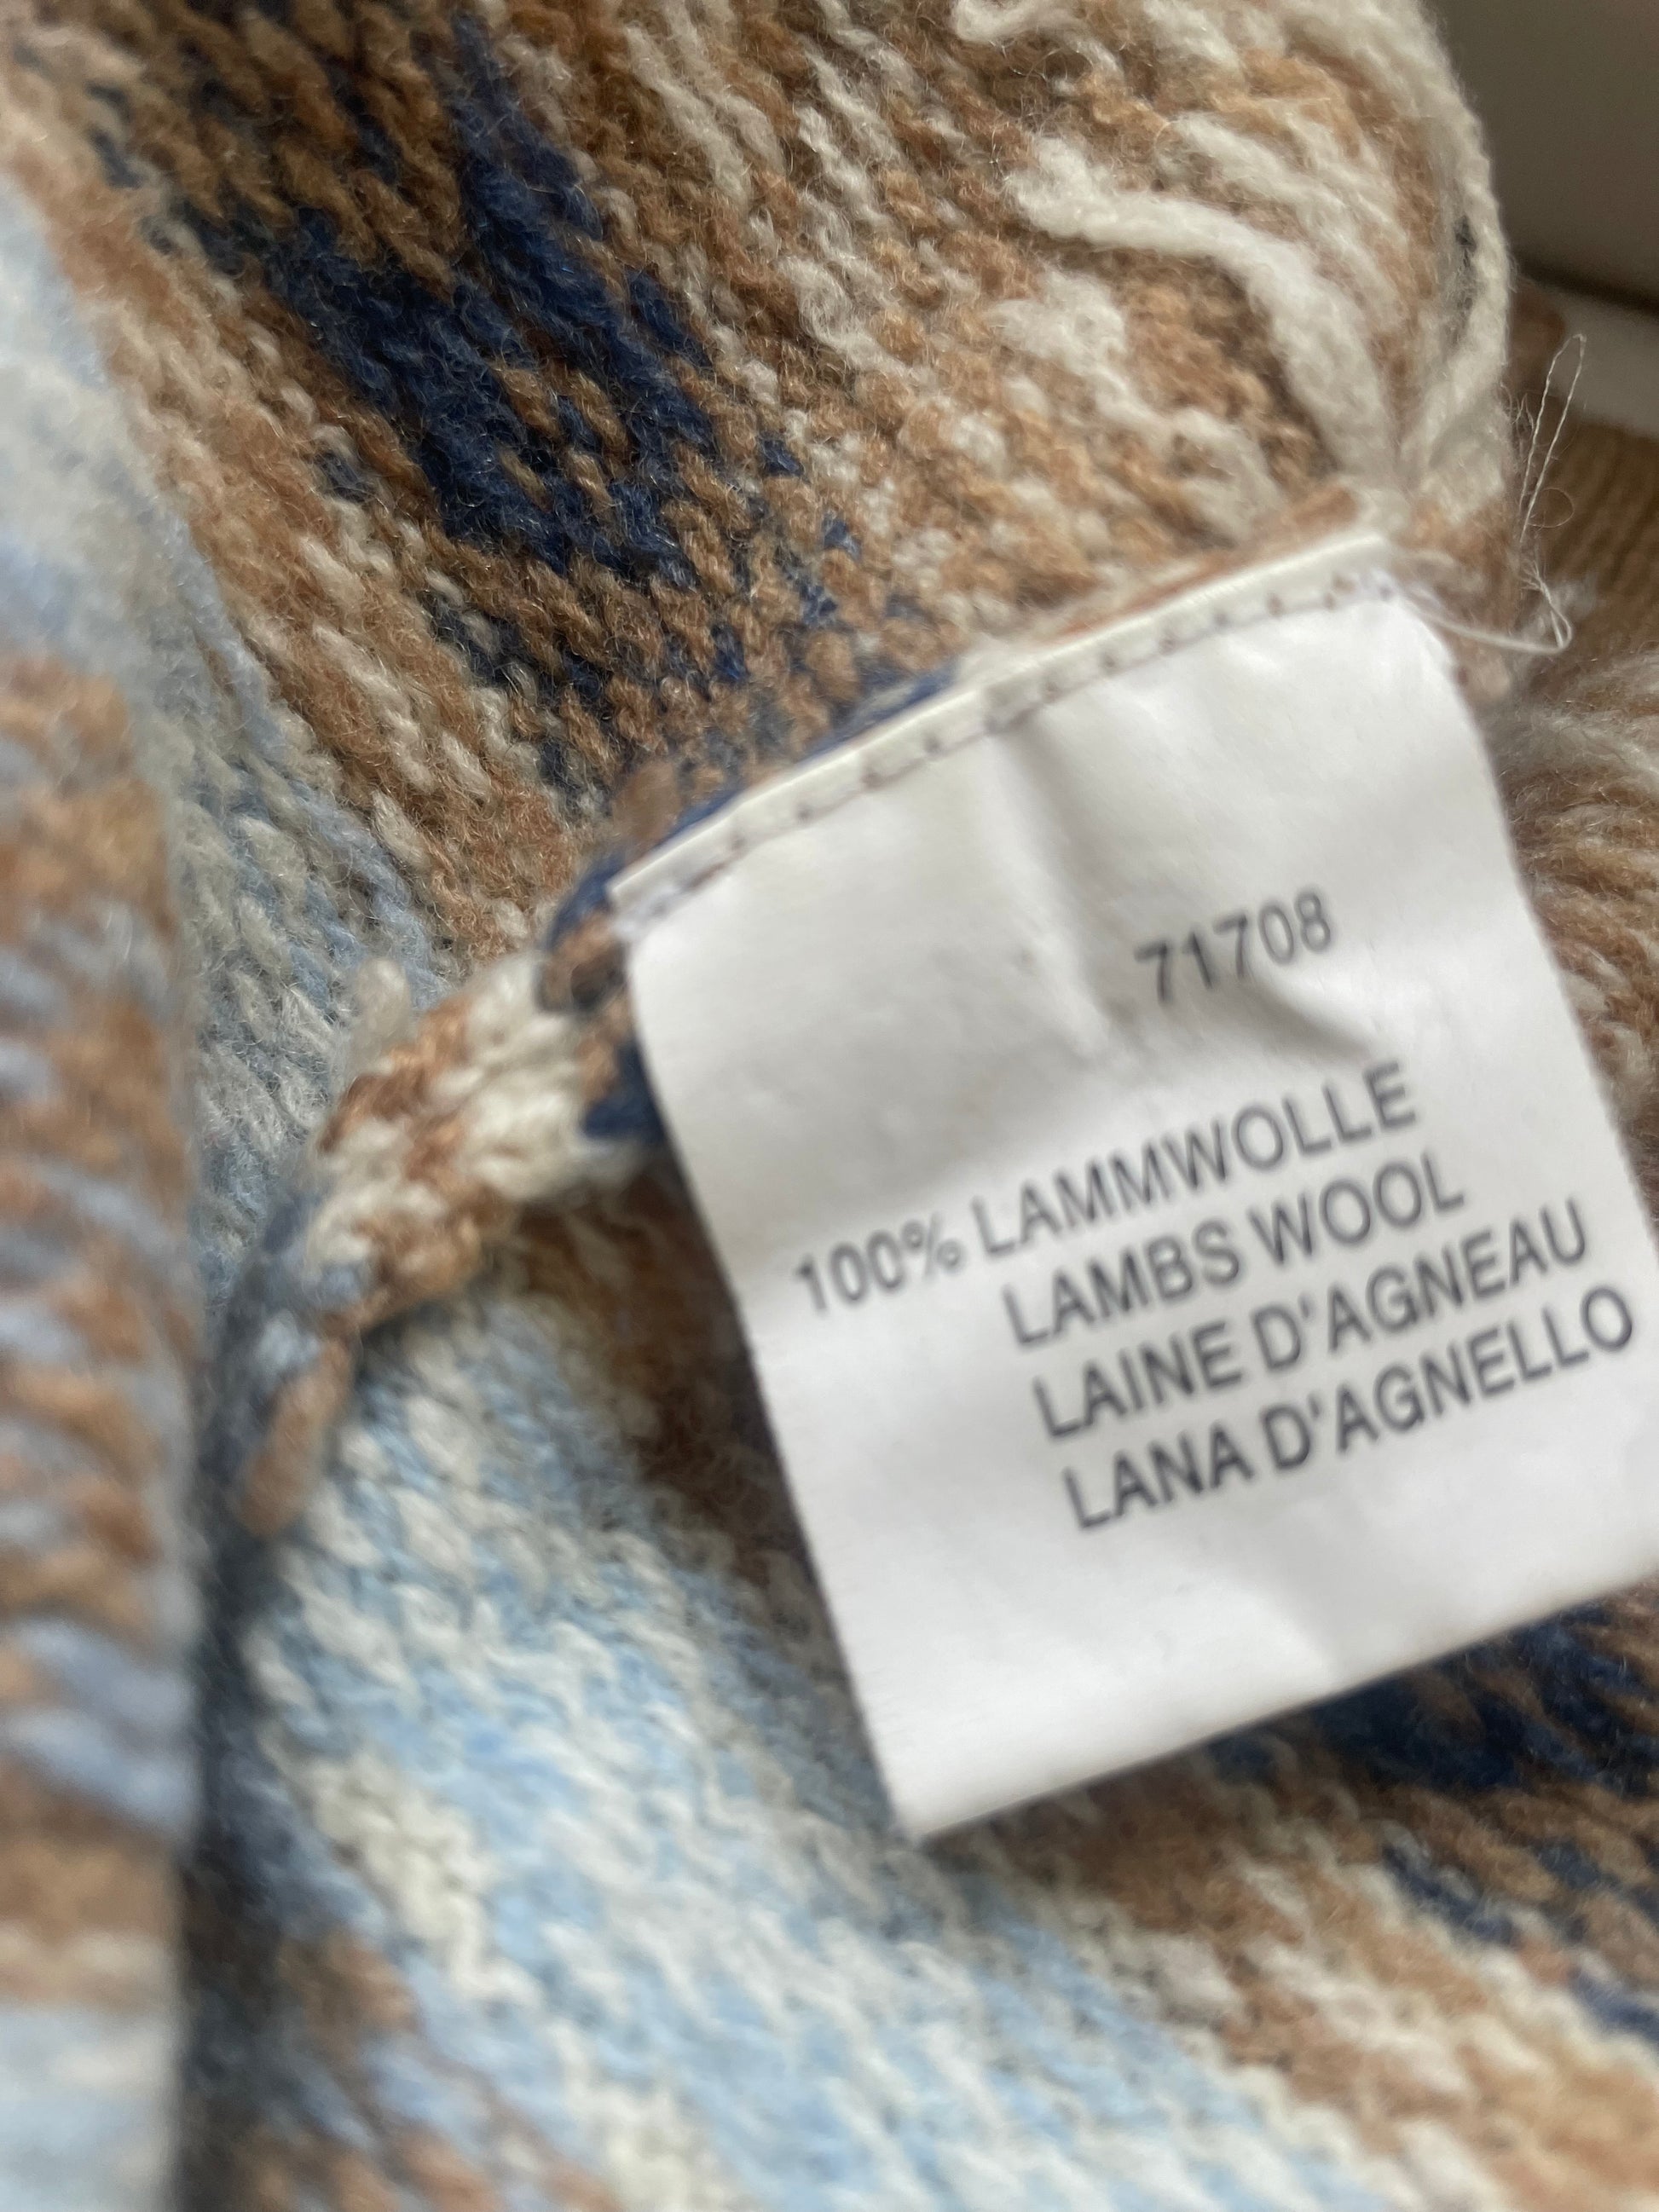 71708
100% LAMMWOLLE
LAMBS WOOL
LAINE D'AGNEAU
LANA D'AGNELLO